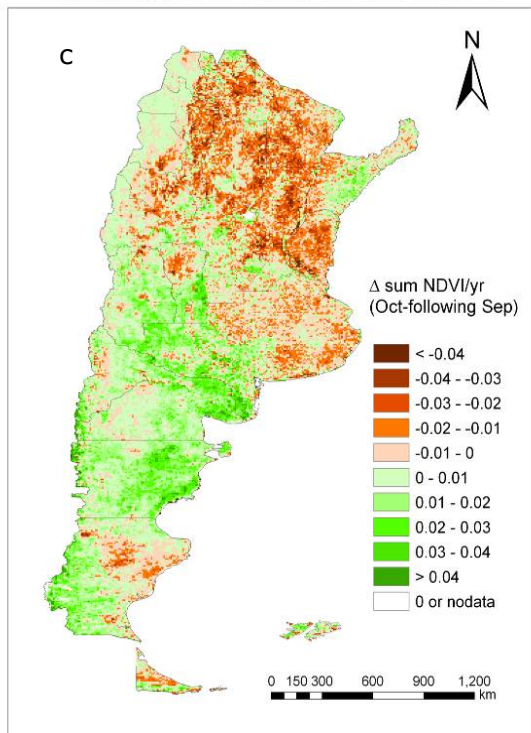 c
N
Δ sum NDVI/yr
(Oct-following Sep)
< -0.04
-0.04 - -0.03
-0.03 - -0.02
-0.02 - -0.01
-0.01 - 0
0 - 0.01
0.01 - 0.02
0.02 - 0.03
0.03 - 0.04
> 0.04
0 or nodata
0 150 300 600 900 1,200
km